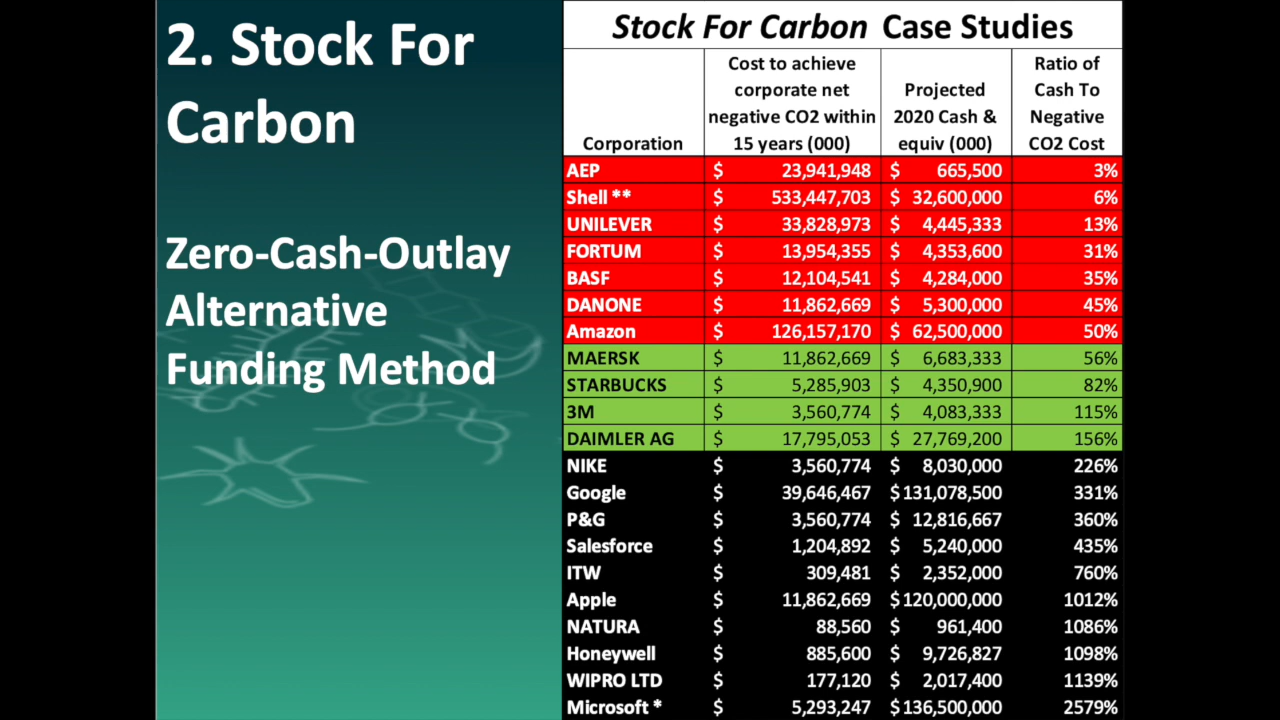 2. Stock For
Carbon
Zero-Cash-Outlay
Alternative
Funding Method
Stock For Carbon Case Studies
Corporation
Cost to achieve
corporate net
negative CO2 within
15 years (000)
Projected
2020 Cash &
equiv (000)
Ratio of
Cash To
Negative
CO2 Cost
AEP $ 23,941,948 $ 665,500 3%
Shell ** $ 533,447,703 $ 32,600,000 6%
UNILEVER $ 33,828,973 $ 4,445,333 13%
FORTUM $ 13,954,355 $ 4,353,600 31%
BASF $ 12,104,541 $ 4,284,000 35%
DANONE $ 11,862,669 $ 5,300,000 45%
Amazon $ 126,157,170 $ 62,500,000 50%
MAERSK $ 11,862,669 $ 6,683,333 56%
STARBUCKS $ 5,285,903 $ 4,350,900 82%
3M $ 3,560,774 $ 4,083,333 115%
DAIMLER AG $ 17,795,053 $ 27,769,200 156%
NIKE $ 3,560,774 $ 8,030,000 226%
Google $ 39,646,467 $ 131,078,500 331%
P&G $ 3,560,774 $ 12,816,667 360%
Salesforce $ 1,204,892 $ 5,240,000 435%
ITW $ 309,481 $ 2,352,000 760%
Apple $ 11,862,669 $ 120,000,000 1012%
NATURA $ 88,560 $ 961,400 1086%
Honeywell $ 885,600 $ 9,726,827 1098%
WIPRO LTD $ 177,120 $ 2,017,400 1139%
Microsoft * $ 5,293,247 $ 136,500,000 2579%